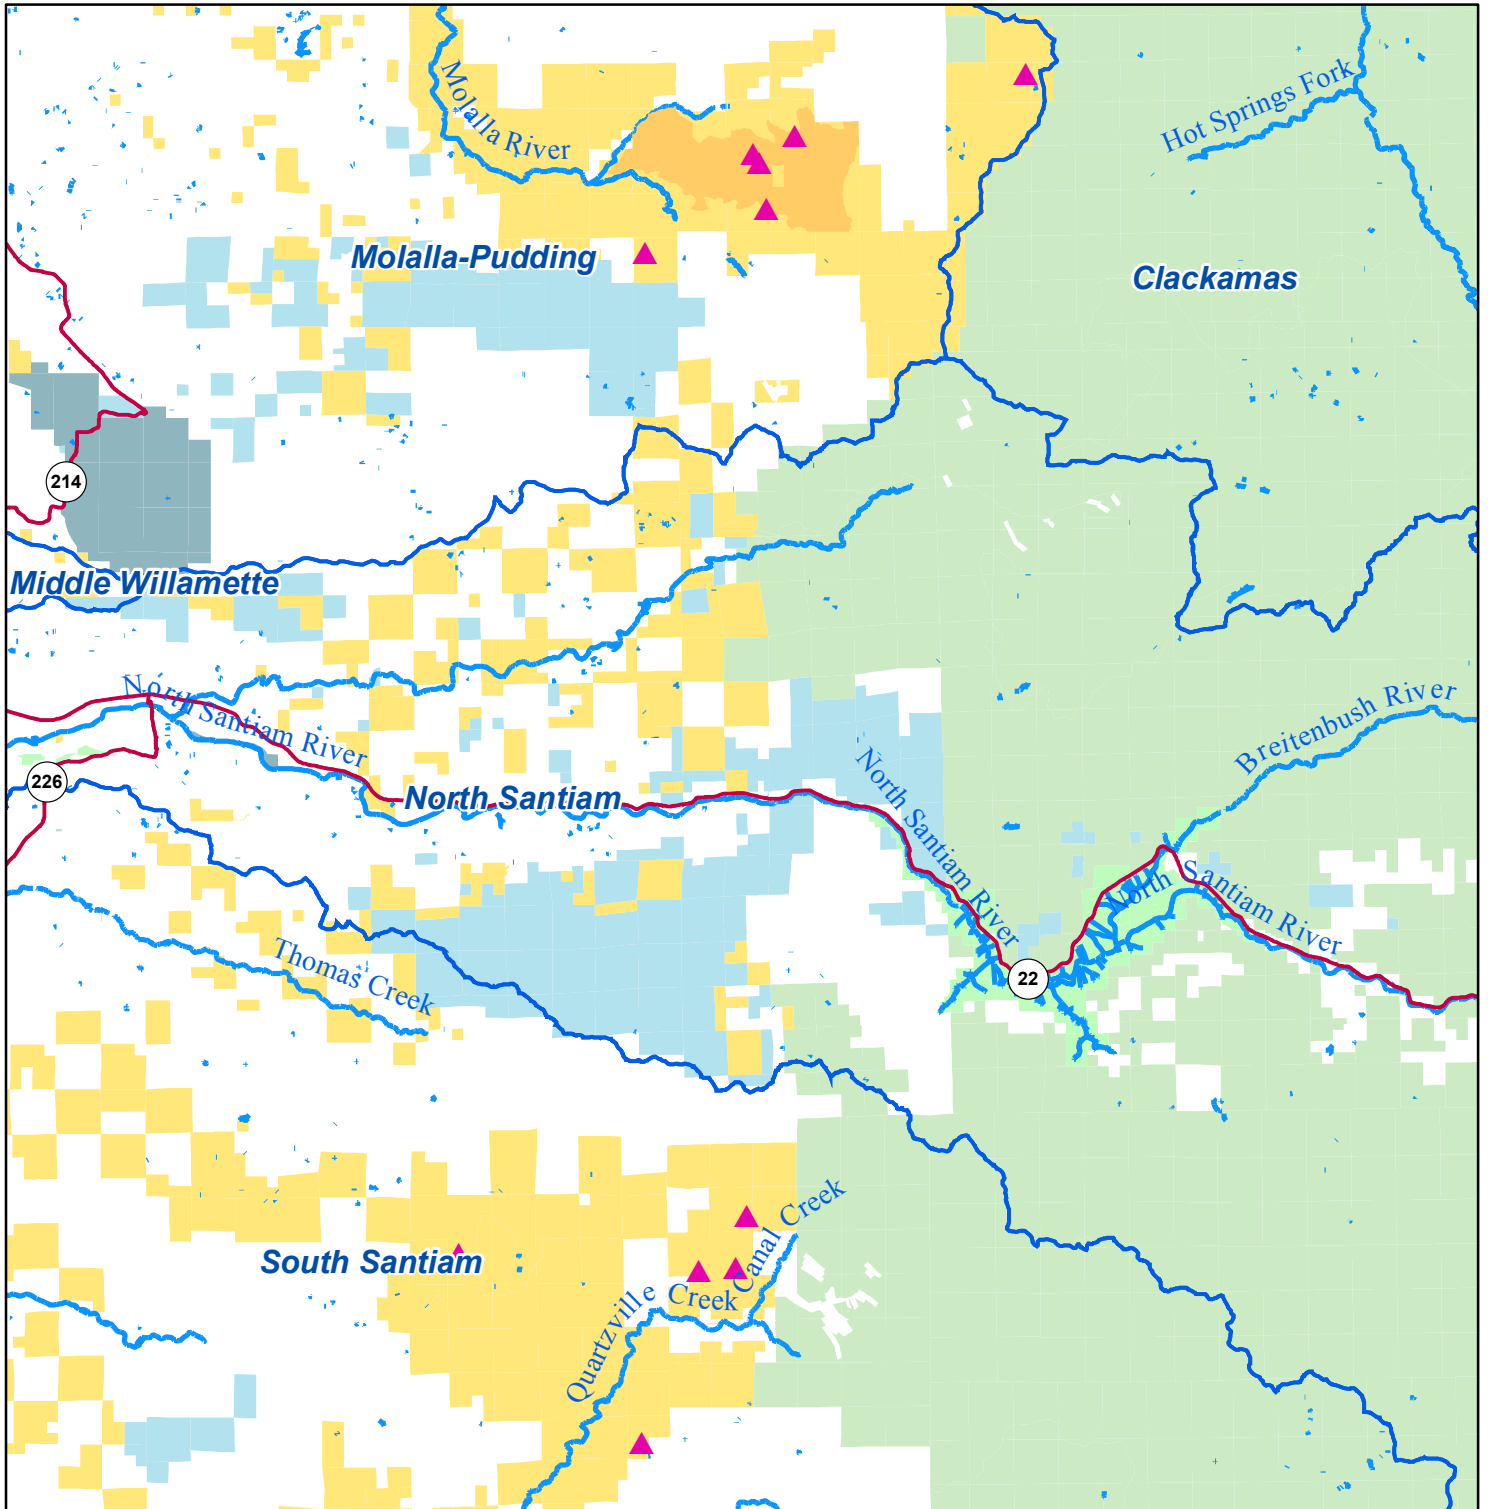 Molalla River
Hot Springs Fork
Molalla-Pudding
Clackamas
214
Middle Willamette
North Santiam River
Breitenbush River
226
North Santiam
North Santiam River
North Santiam River
22
Thomas Creek
Canal Creek
South Santiam
Quartzville Creek